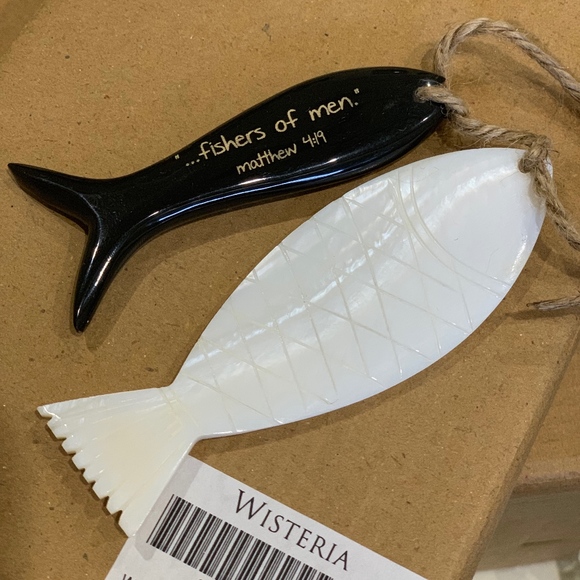 "...fishers of men."
matthew 4:19
WISTERIA